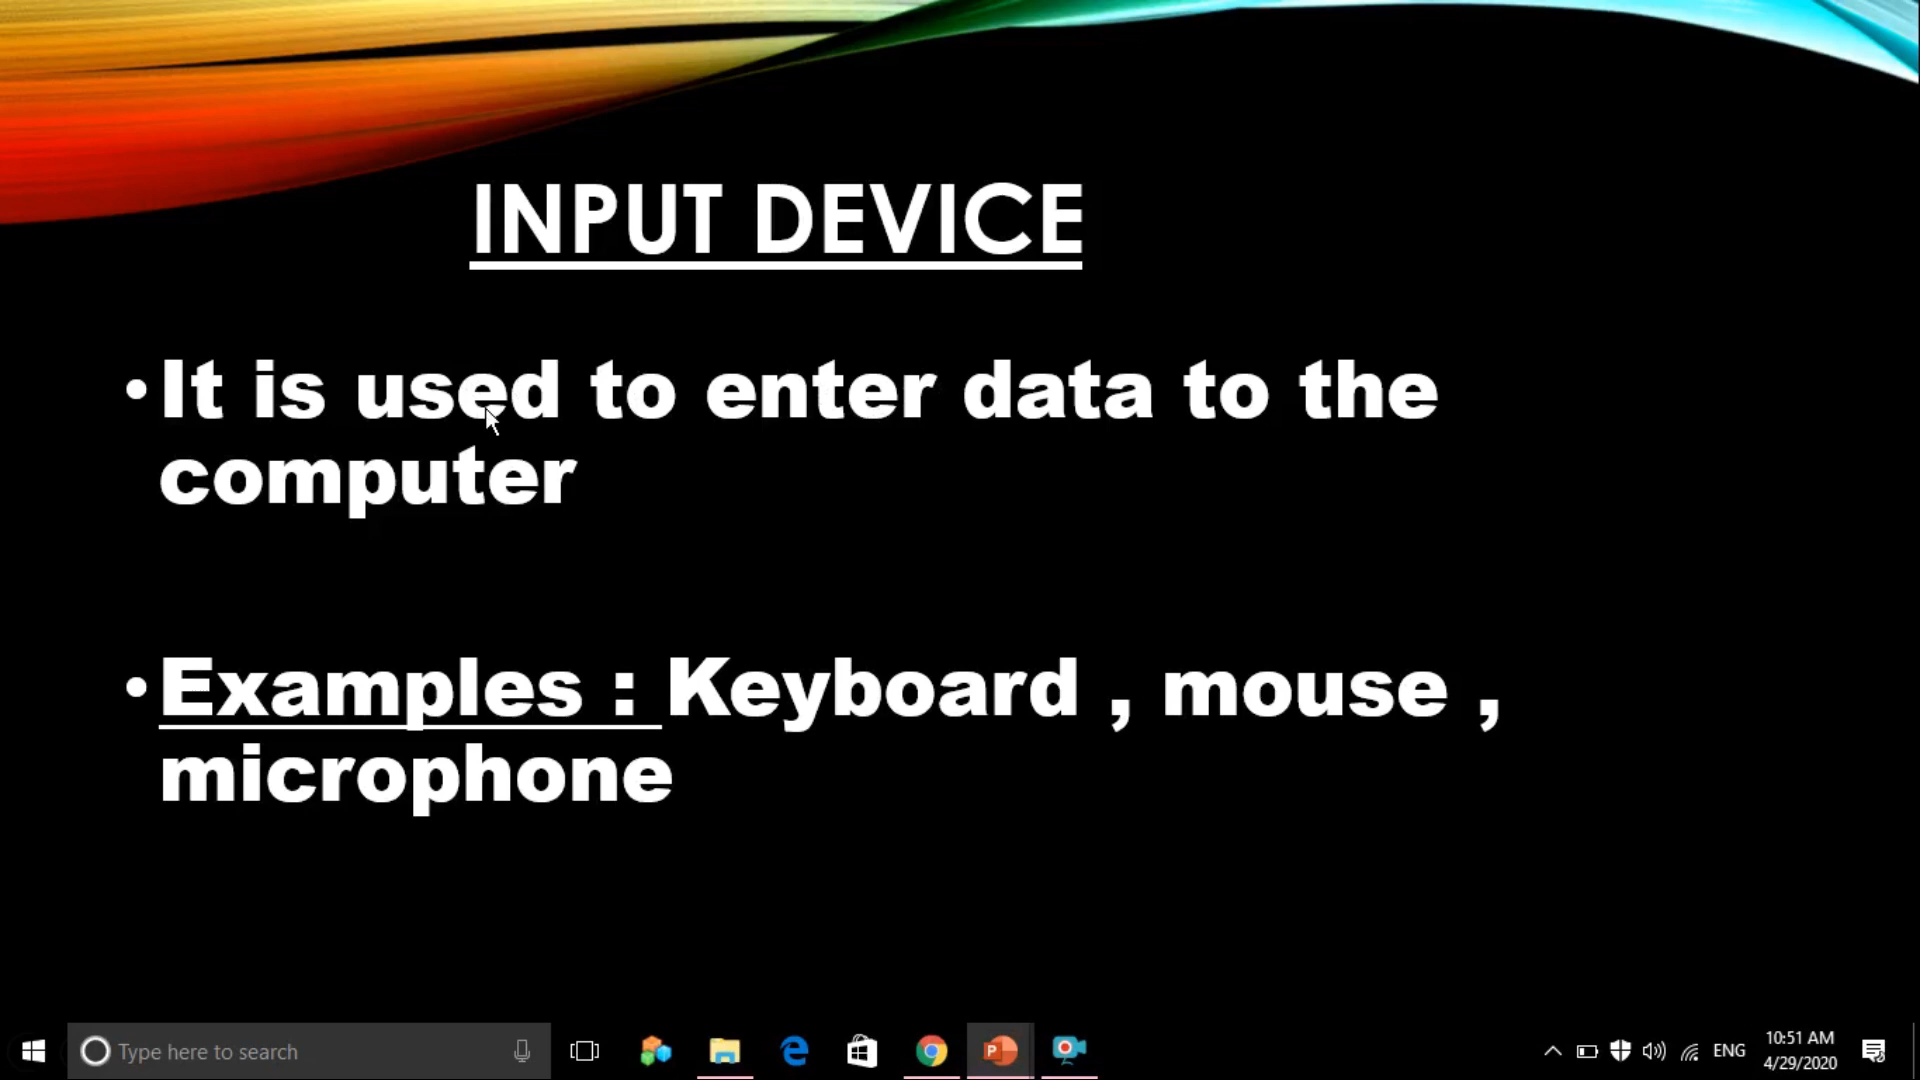 INPUT DEVICE
•It is used to enter data to the
computer
•Examples : Keyboard , mouse ,
microphone
Type here to search
ENG
10:51 AM
4/29/2020